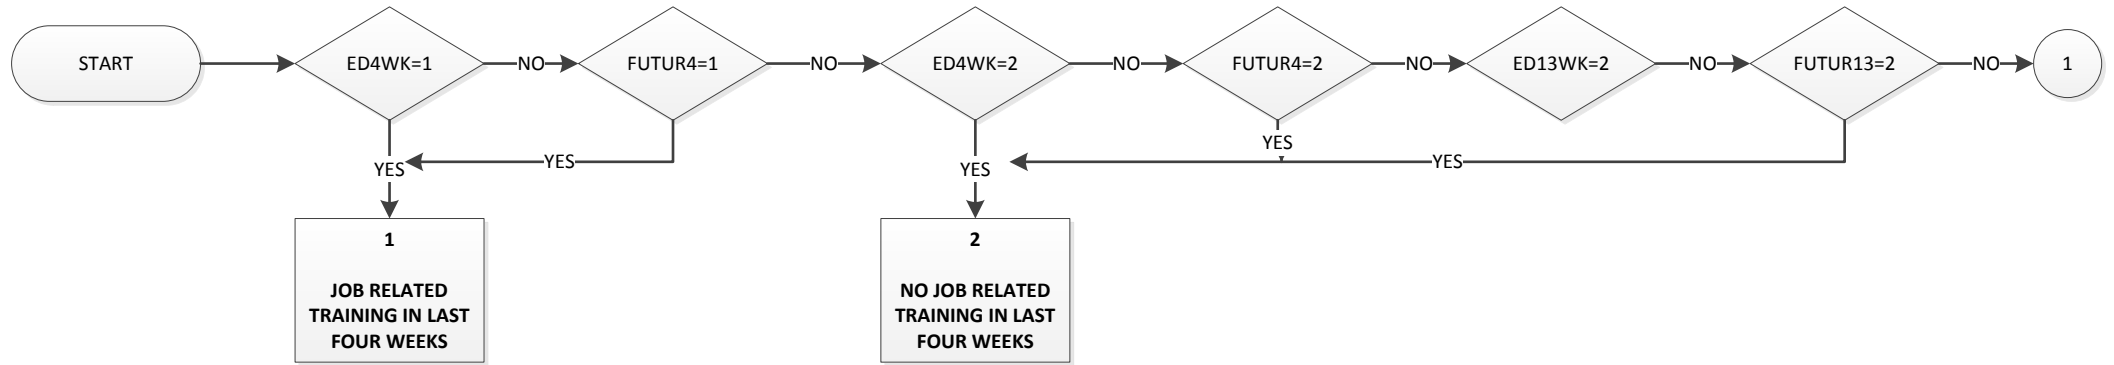 START
ED4WK=1
NO
FUTUR4=1
NO
ED4WK=2
NO
FUTUR4=2
NO
ED13WK=2
NO
FUTUR13=2
NO
1
YES
YES
YES
YES
YES
1
JOB RELATED
TRAINING IN LAST
FOUR WEEKS
2
NO JOB RELATED
TRAINING IN LAST
FOUR WEEKS